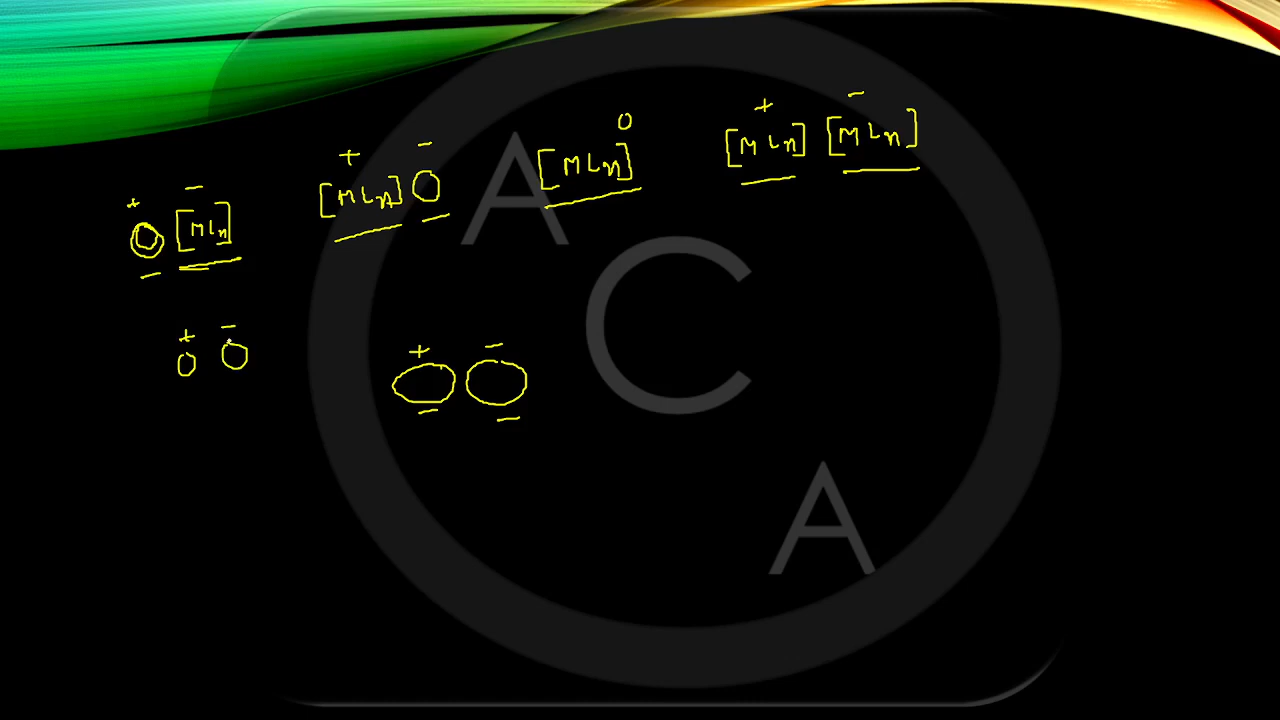 + − O [MLn]
+ − [MLn] O
[MLn] 0
+ − [MLn] [MLn]
+ − O O
+ − O O
A C A